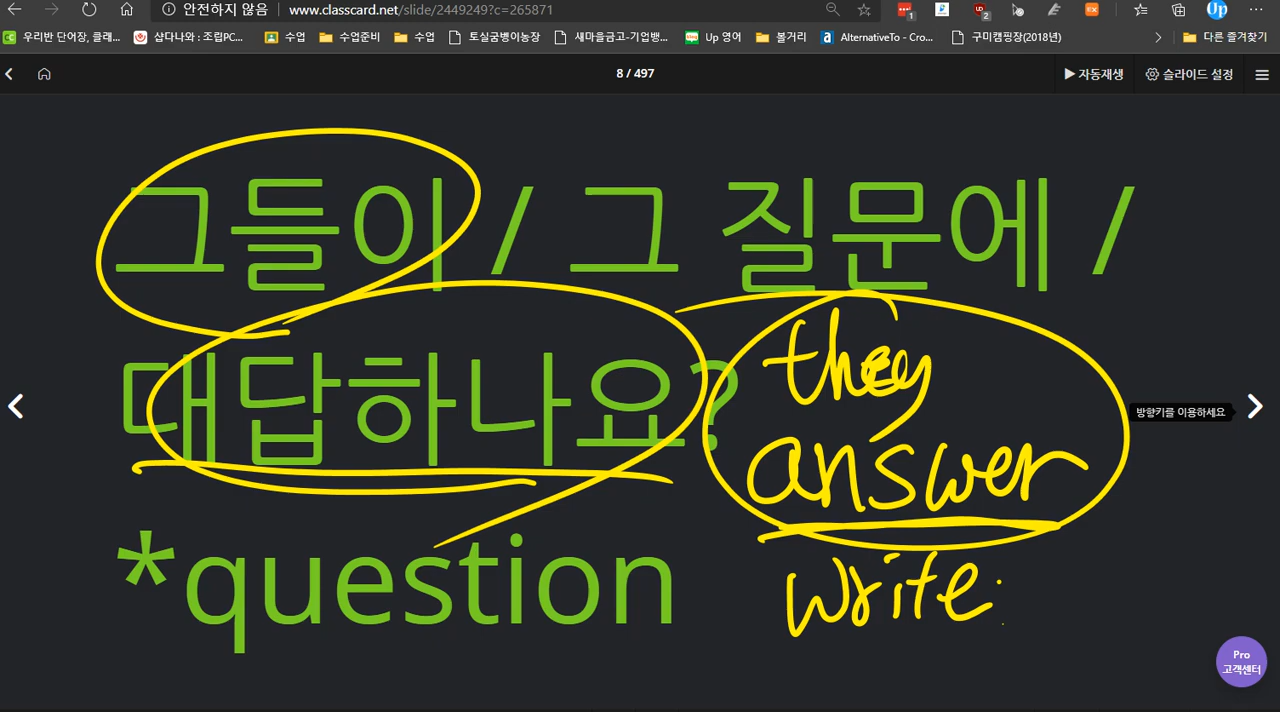 안전하지 않음 www.classcard.net/slide/2449249?c=265871
우리반 단어장, 클래... 샵다나와 : 조립PC... 수업 수업준비 수업 토실굼벵이농장 새마을금고-기업뱅... Up 영어 볼거리 AlternativeTo - Cro... 구미캠핑장(2018년) 다른 즐겨찾기
8 / 497 자동재생 슬라이드 설정
그들이 / 그 질문에 /
대답하나요?
they
answer
방향키를 이용하세요
*question
write
Pro
고객센터